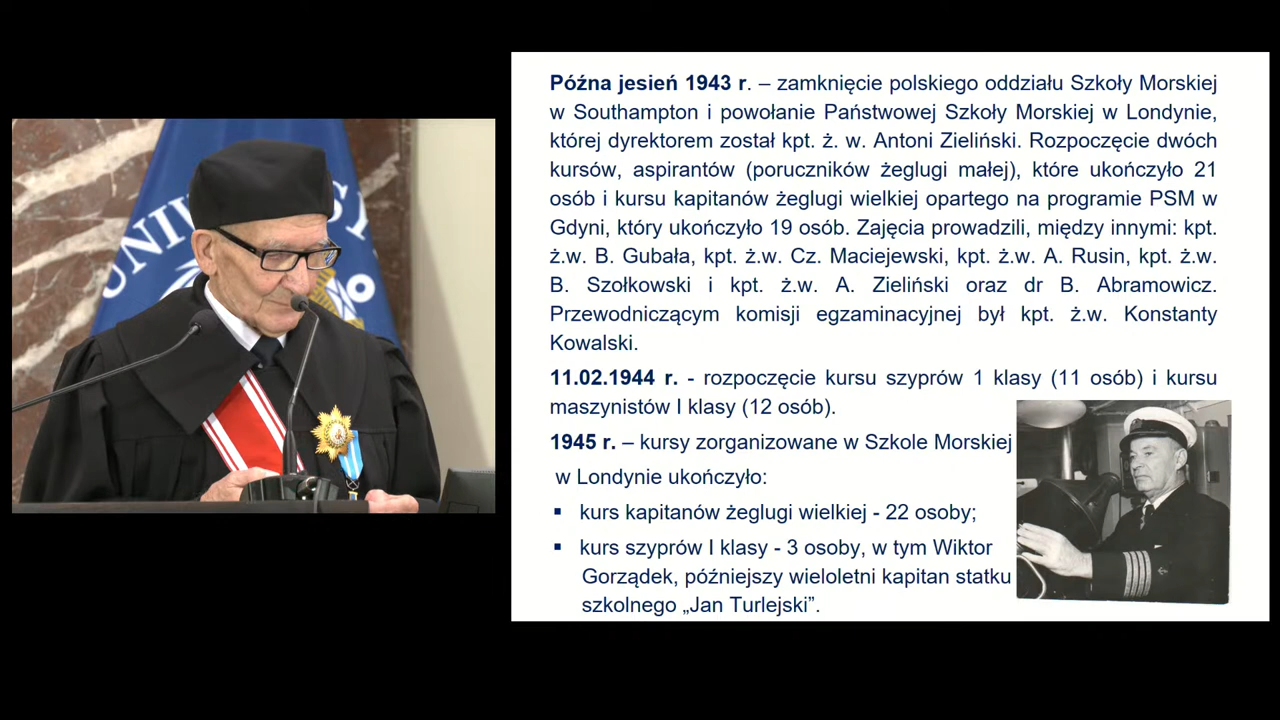 UNIW
ST
Późna jesień 1943 r. – zamknięcie polskiego oddziału Szkoły Morskiej
w Southampton i powołanie Państwowej Szkoły Morskiej w Londynie,
której dyrektorem został kpt. ż. w. Antoni Zieliński. Rozpoczęcie dwóch
kursów, aspirantów (poruczników żeglugi małej), które ukończyło 21
osób i kursu kapitanów żeglugi wielkiej opartego na programie PSM w
Gdyni, który ukończyło 19 osób. Zajęcia prowadzili, między innymi: kpt.
ż.w. B. Gubała, kpt. ż.w. Cz. Maciejewski, kpt. ż.w. A. Rusin, kpt. ż.w.
B. Szołkowski i kpt. ż.w. A. Zieliński oraz dr B. Abramowicz.
Przewodniczącym komisji egzaminacyjnej był kpt. ż.w. Konstanty
Kowalski.
11.02.1944 r. - rozpoczęcie kursu szyprów 1 klasy (11 osób) i kursu
maszynistów I klasy (12 osób).
1945 r. – kursy zorganizowane w Szkole Morskiej
w Londynie ukończyło:
▪ kurs kapitanów żeglugi wielkiej - 22 osoby;
▪ kurs szyprów I klasy - 3 osoby, w tym Wiktor
Gorządek, późniejszy wieloletni kapitan statku
szkolnego „Jan Turlejski”.